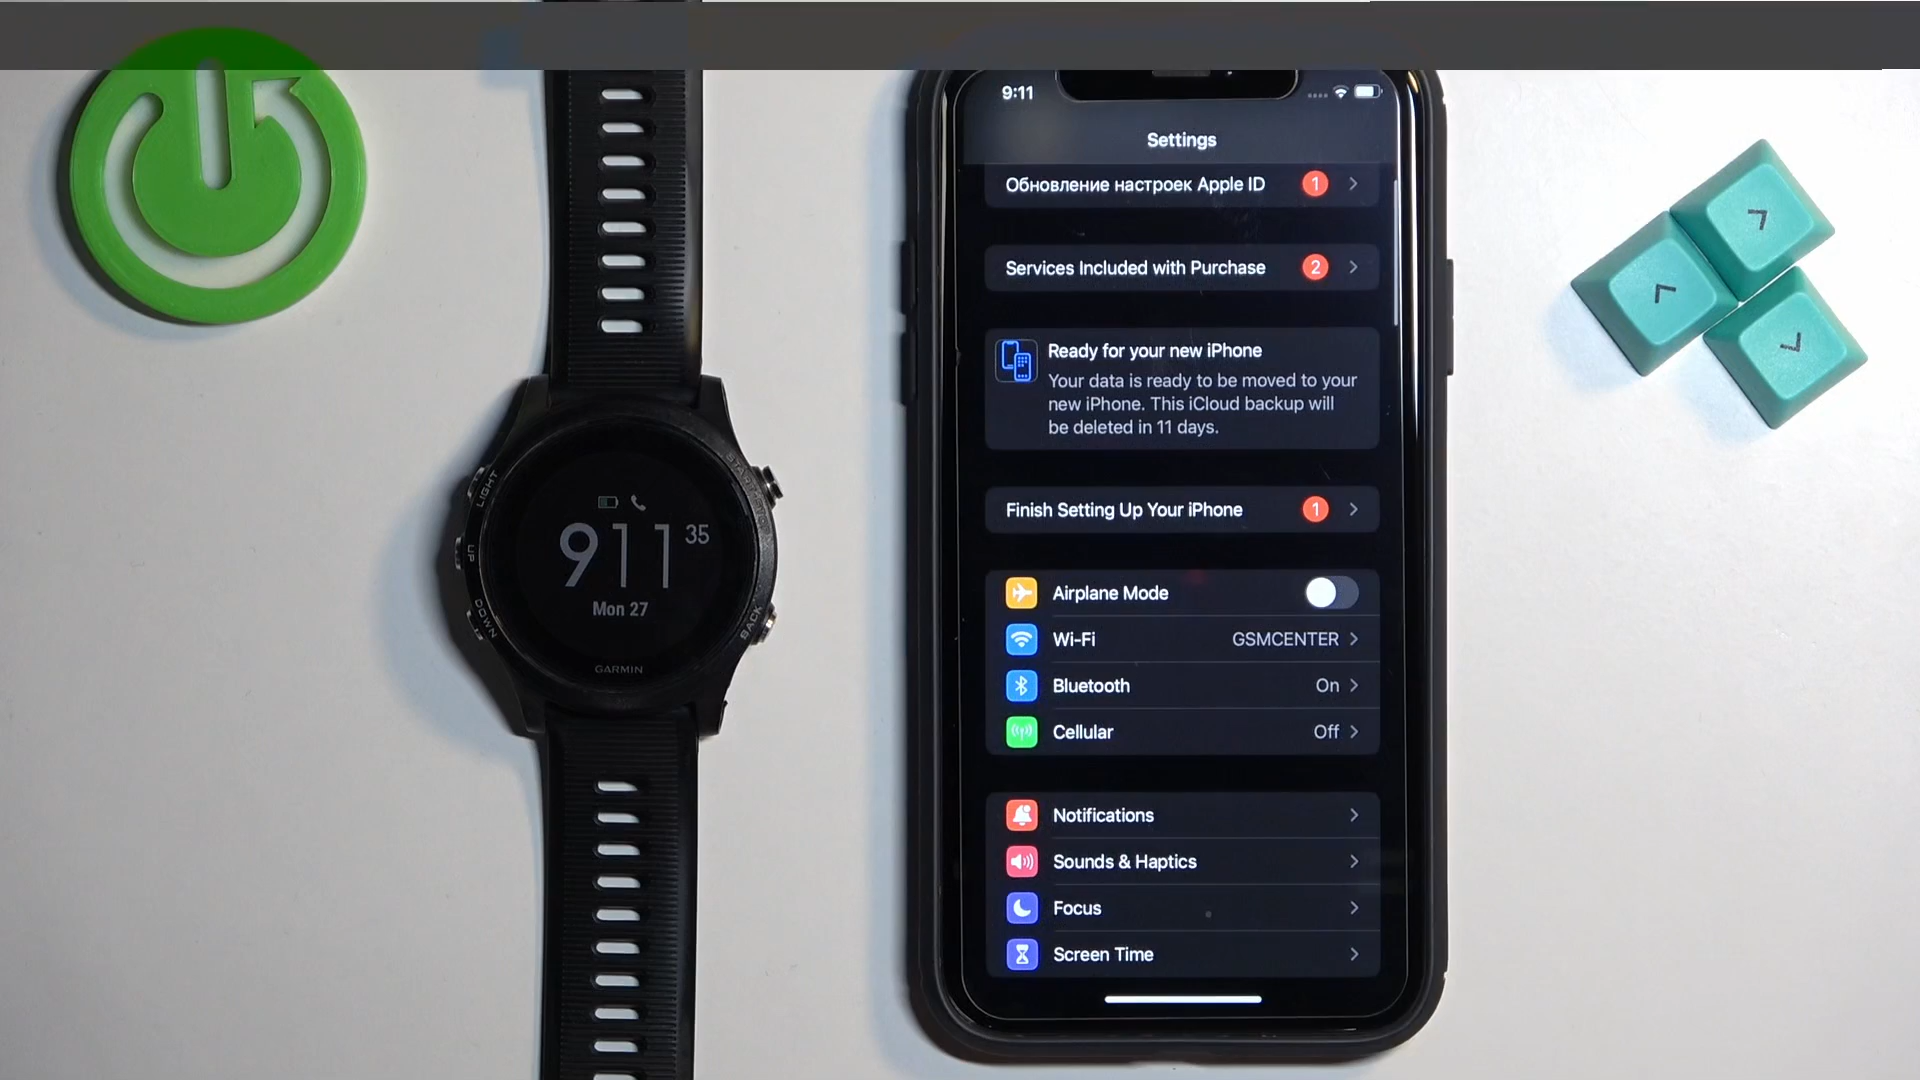 9:11
Settings
Обновление настроек Apple ID 1
Services Included with Purchase 2
Ready for your new iPhone
Your data is ready to be moved to your
new iPhone. This iCloud backup will
be deleted in 11 days.
Finish Setting Up Your iPhone 1
Airplane Mode
Wi-Fi GSMCENTER
Bluetooth On
Cellular Off
Notifications
Sounds & Haptics
Focus
Screen Time
LIGHT
UP
DOWN
BACK
911 35
Mon 27
GARMIN